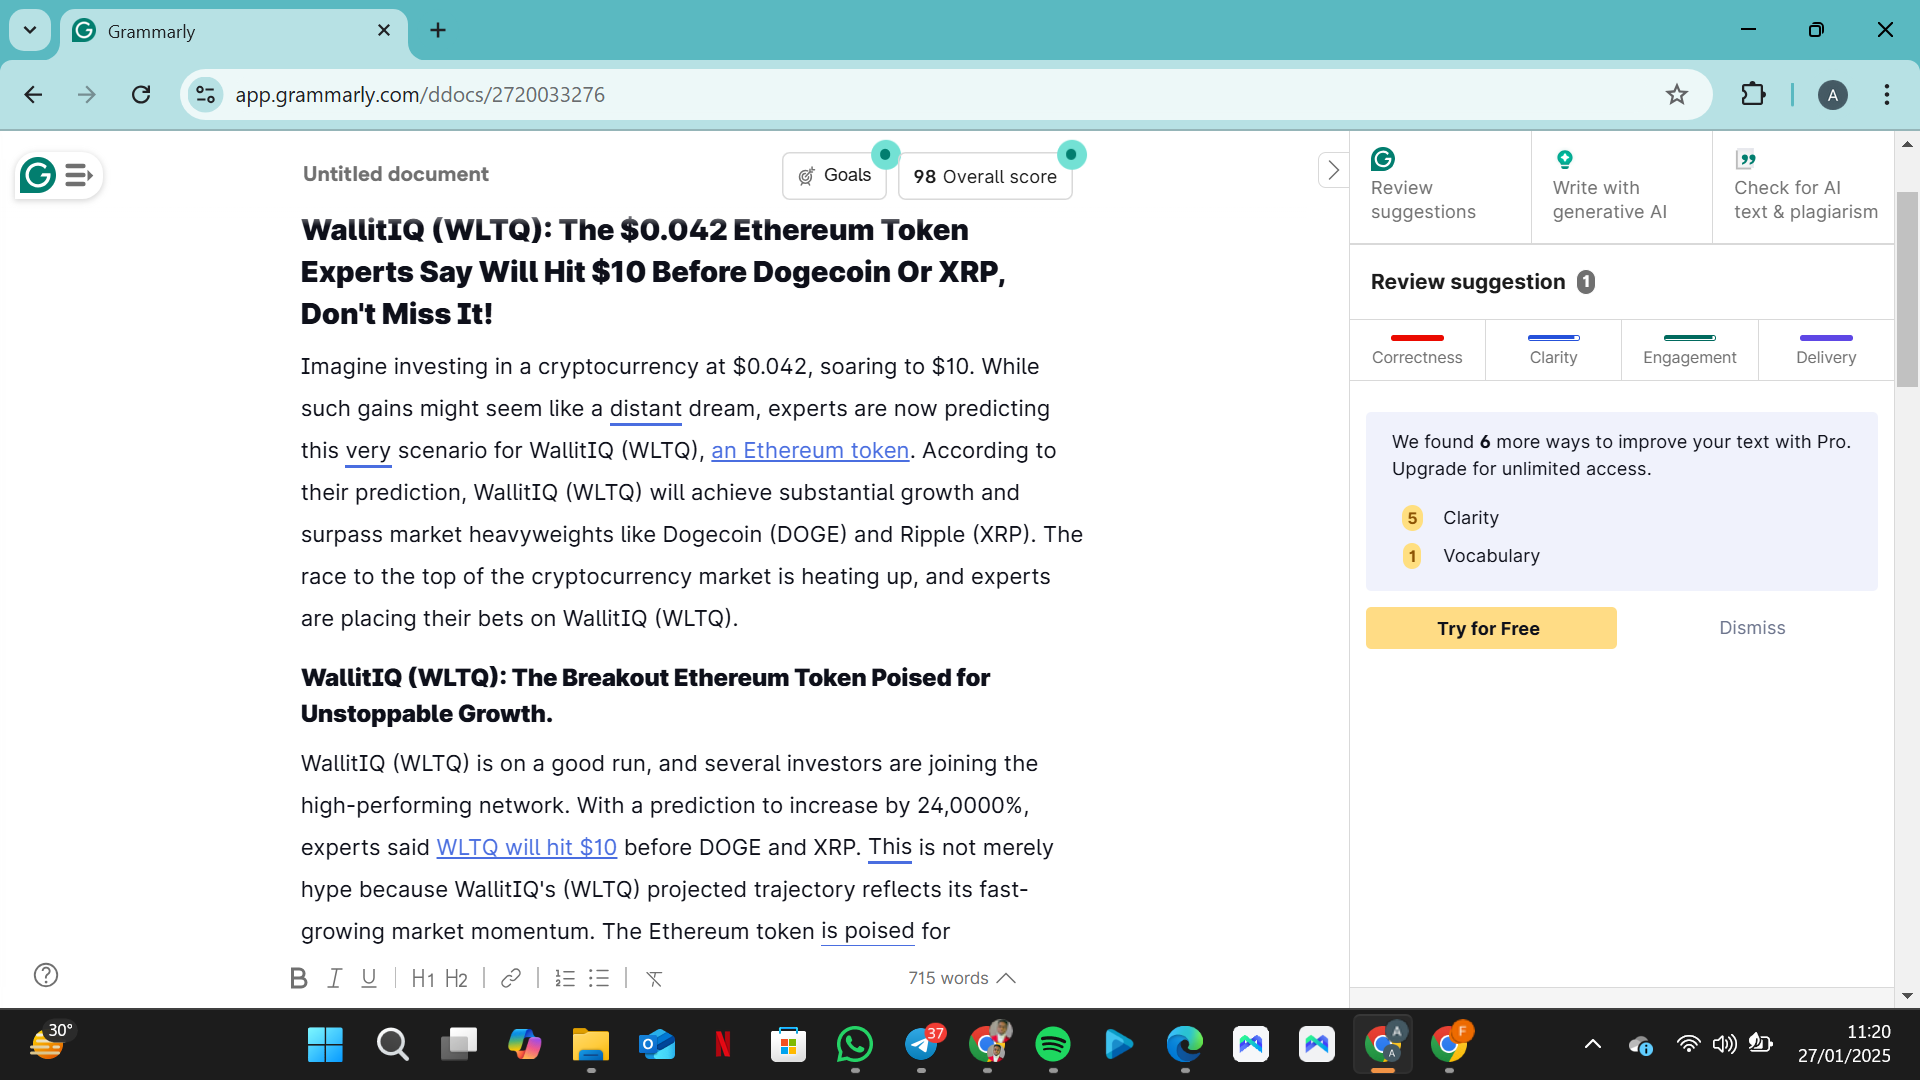 Grammarly
app.grammarly.com/ddocs/2720033276
A
Untitled document
Goals
98 Overall score
WallitIQ (WLTQ): The $0.042 Ethereum Token
Experts Say Will Hit $10 Before Dogecoin Or XRP,
Don't Miss It!
Imagine investing in a cryptocurrency at $0.042, soaring to $10. While
such gains might seem like a distant dream, experts are now predicting
this very scenario for WallitIQ (WLTQ), an Ethereum token. According to
their prediction, WallitIQ (WLTQ) will achieve substantial growth and
surpass market heavyweights like Dogecoin (DOGE) and Ripple (XRP). The
race to the top of the cryptocurrency market is heating up, and experts
are placing their bets on WallitIQ (WLTQ).
WallitIQ (WLTQ): The Breakout Ethereum Token Poised for
Unstoppable Growth.
WallitIQ (WLTQ) is on a good run, and several investors are joining the
high-performing network. With a prediction to increase by 24,0000%,
experts said WLTQ will hit $10 before DOGE and XRP. This is not merely
hype because WallitIQ's (WLTQ) projected trajectory reflects its fast-
growing market momentum. The Ethereum token is poised for
B I U H1 H2
715 words
Review
suggestions
Write with
generative AI
Check for AI
text & plagiarism
Review suggestion 1
Correctness
Clarity
Engagement
Delivery
We found 6 more ways to improve your text with Pro.
Upgrade for unlimited access.
5 Clarity
1 Vocabulary
Try for Free
Dismiss
30°
37
A
A
F
11:20
27/01/2025